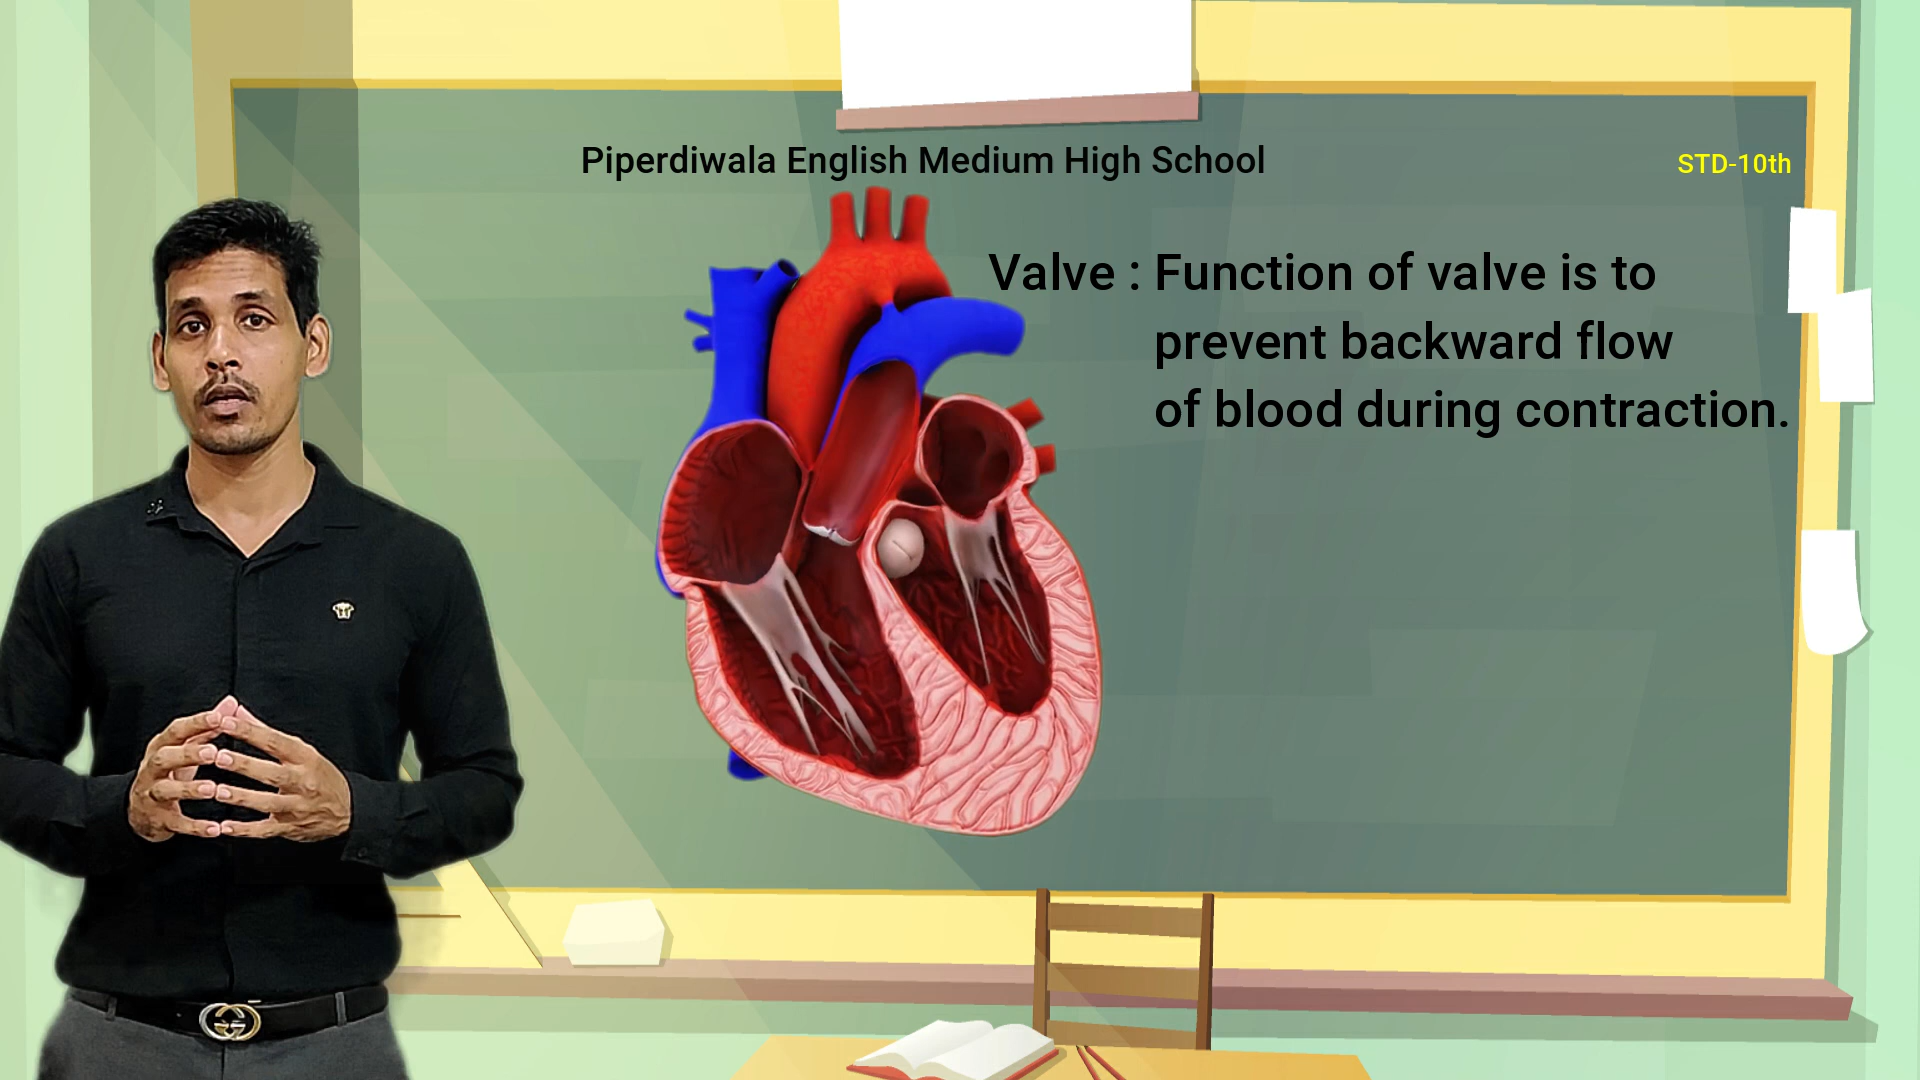 Piperdiwala English Medium High School
STD-10th
Valve : Function of valve is to
prevent backward flow
of blood during contraction.